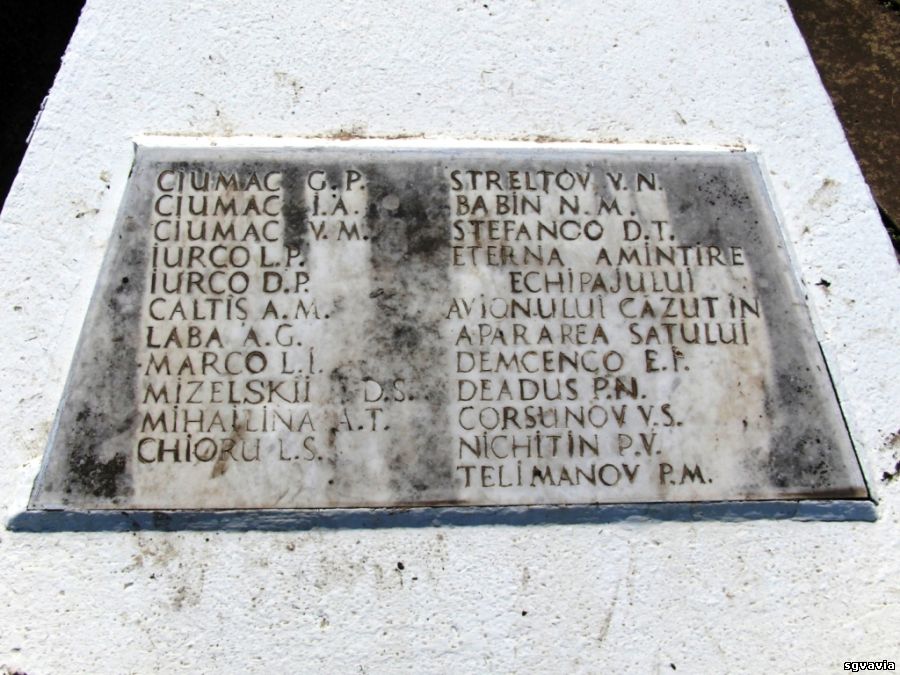 CIUMAC G.P.
CIUMAC I.A.
CIUMAC V.M.
IURCO L.P.
IURCO D.P.
CALTIS A.M.
LABA A.G.
MARCO L.I.
MIZELSKII D.S.
MIHAILINA A.T.
CHIORU L.S.
STRELTOV V.N.
BABIN N.M.
STEFANCO D.T.
ETERNA AMINTIRE
ECHIPAJULUI
AVIONULUI CAZUT IN
APARAREA SATULUI
DEMCENCO E.I.
DEADUS P.N.
CORSUNOV V.S.
NICHITIN P.V.
TELIMANOV P.M.
sgvavia